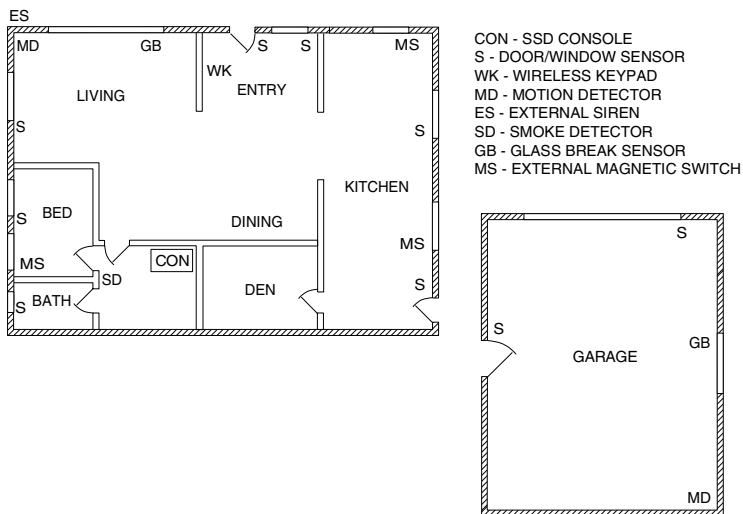 ES
MD
GB
S
S
MS
WK
ENTRY
LIVING
S
S
KITCHEN
BED
S
DINING
MS
MS
SD
CON
S
BATH
S
DEN
CON - SSD CONSOLE
S - DOOR/WINDOW SENSOR
WK - WIRELESS KEYPAD
MD - MOTION DETECTOR
ES - EXTERNAL SIREN
SD - SMOKE DETECTOR
GB - GLASS BREAK SENSOR
MS - EXTERNAL MAGNETIC SWITCH
S
S
GB
GARAGE
MD